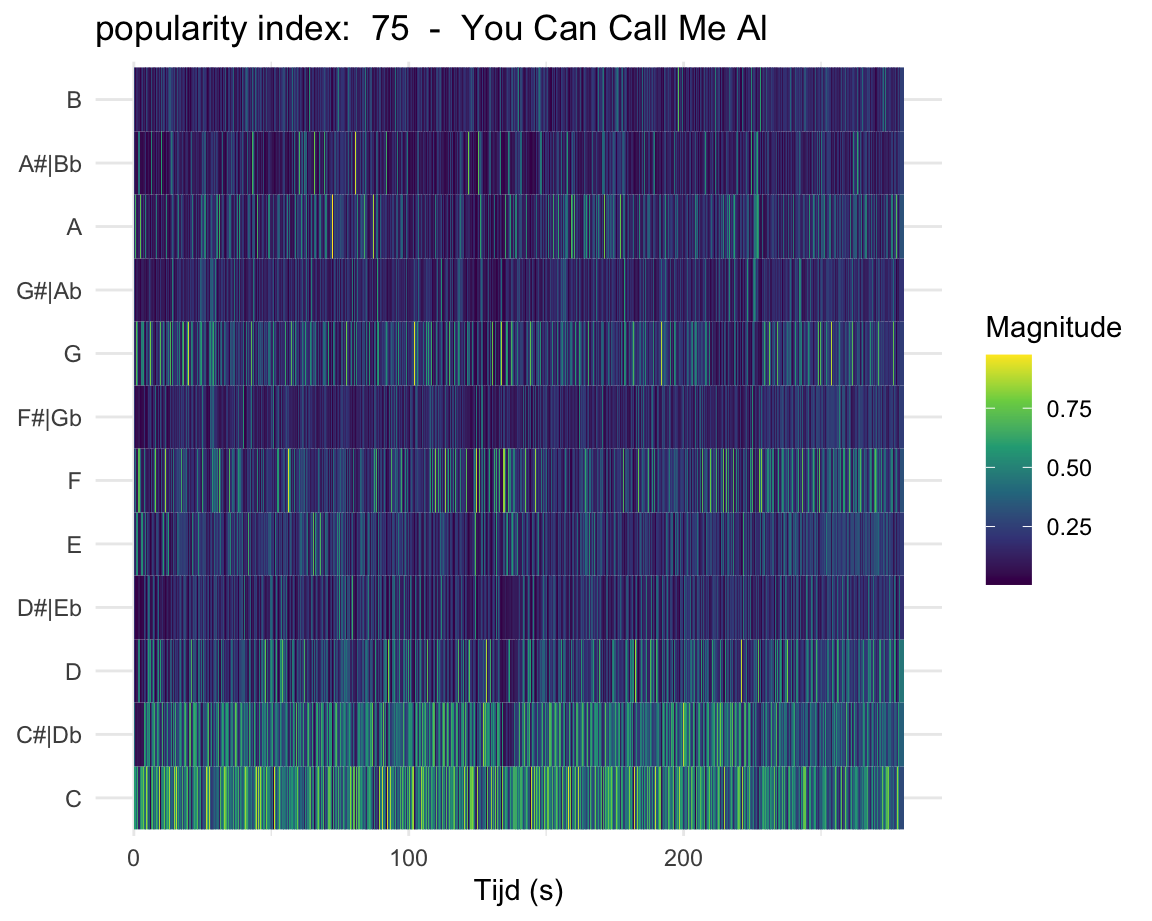 popularity index:  75  -  You Can Call Me Al
B
A#|Bb
A
G#|Ab
G
F#|Gb
F
E
D#|Eb
D
C#|Db
C
0
100
200
Tijd (s)
Magnitude
0.75
0.50
0.25